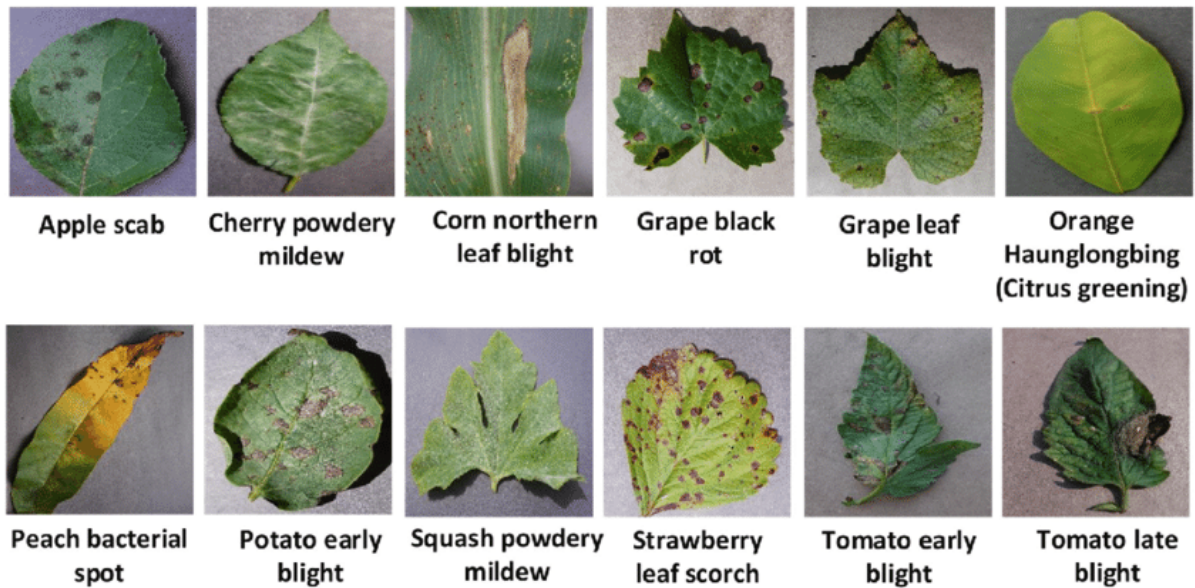 Apple scab
Cherry powdery
mildew
Corn northern
leaf blight
Grape black
rot
Grape leaf
blight
Orange
Haunglongbing
(Citrus greening)
Peach bacterial
spot
Potato early
blight
Squash powdery
mildew
Strawberry
leaf scorch
Tomato early
blight
Tomato late
blight